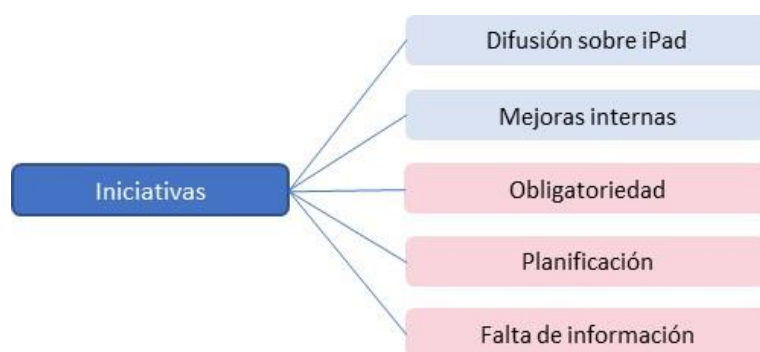 Difusión sobre iPad
Mejoras internas
Iniciativas
Obligatoriedad
Planificación
Falta de información